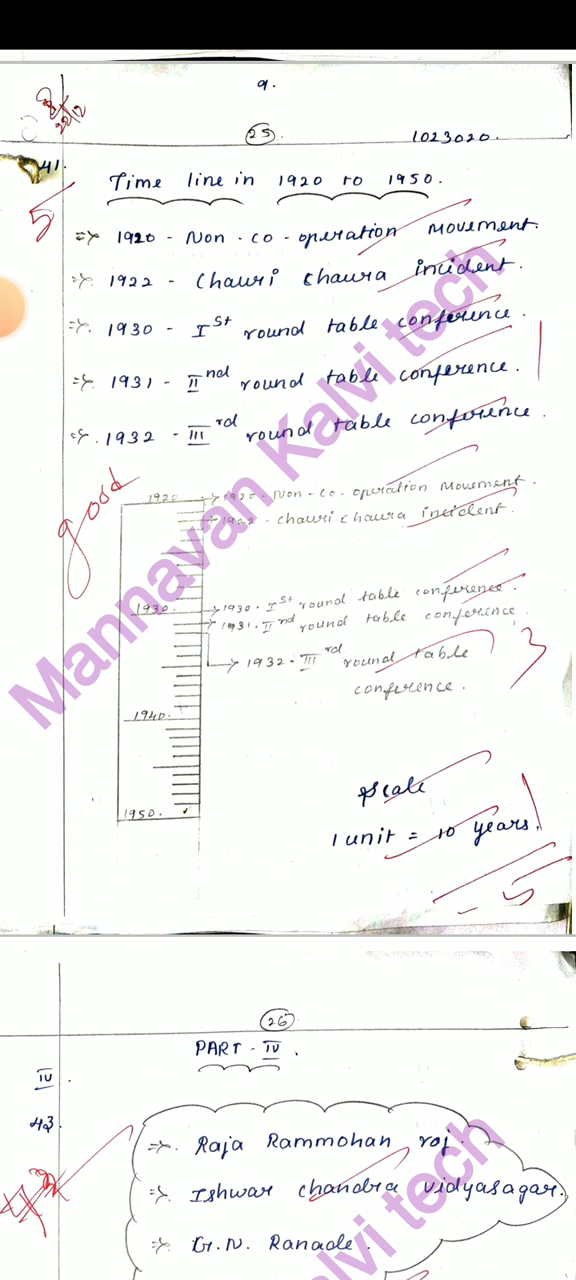 9.
25.
1023020.
41.
Time line in 1920 to 1950.
5
=> 1920 - Non - co - operation Movement.
=> 1922 - Chauri chaura incident.
=> 1930 - Ist round table conference.
=> 1931 - IInd round table conference.
=> 1932 - IIIrd round table conference.
good
1920 1920 - Non - co - operation Movement.
1922 - chauri chaura incident.
1930 1930 - Ist round table conference.
1931 - IInd round table conference.
1932 - IIIrd round table
conference.
3
1940.
scale
1 unit = 10 years.
1950.
5
Mannavan Kalvi tech
26
PART - IV.
IV.
43.
=> Raja Rammohan roj.
=> Ishwar chandra vidyasagar.
=> G.N. Ranade.
Kalvi tech